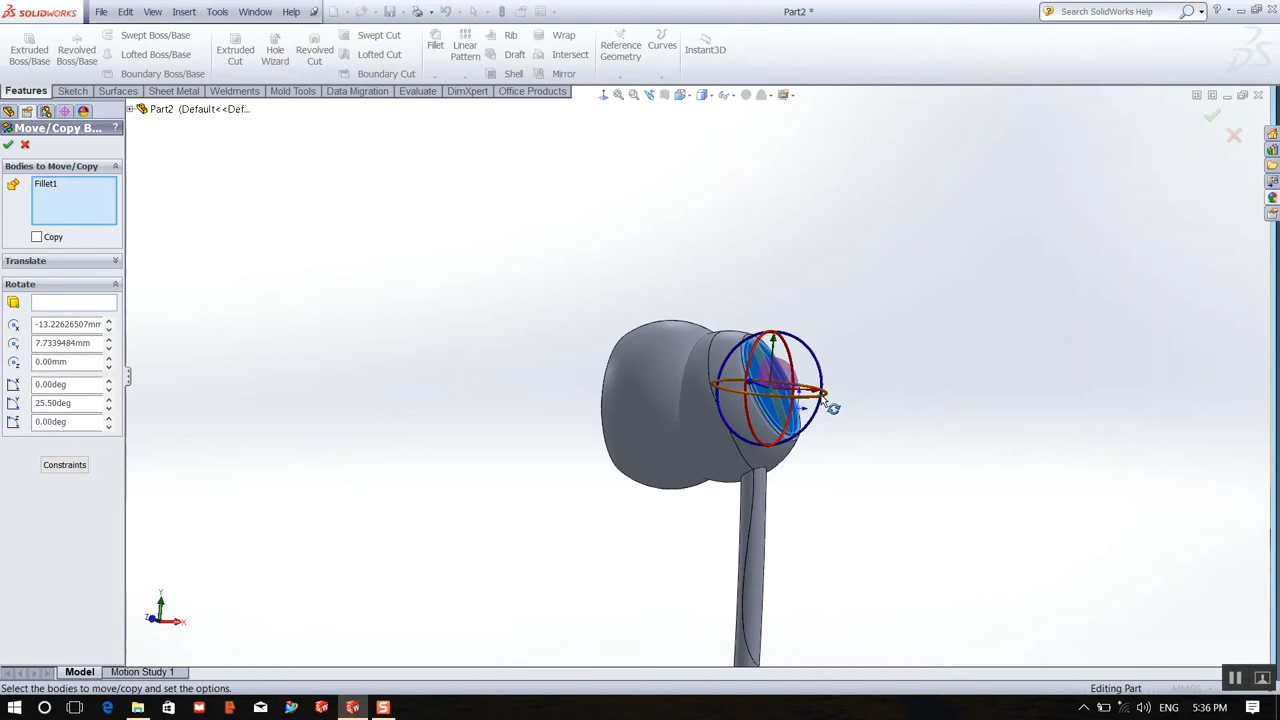 SOLIDWORKS File Edit View Insert Tools Window Help Part2 * Search SolidWorks Help
Extruded Boss/Base
Revolved Boss/Base
Swept Boss/Base
Lofted Boss/Base
Boundary Boss/Base
Extruded Cut
Hole Wizard
Revolved Cut
Swept Cut
Lofted Cut
Boundary Cut
Fillet
Linear Pattern
Rib
Draft
Shell
Wrap
Intersect
Mirror
Reference Geometry
Curves
Instant3D
Features Sketch Surfaces Sheet Metal Weldments Mold Tools Data Migration Evaluate DimXpert Office Products
Part2 (Default<<Def...
Move/Copy B... ?
Bodies to Move/Copy
Fillet1
Copy
Translate
Rotate
-13.22626507mm
7.7339484mm
0.00mm
0.00deg
25.50deg
0.00deg
Constraints
Y
Z X
Model Motion Study 1
Select the bodies to move/copy and set the options. Editing Part MMGS
5:36 PM